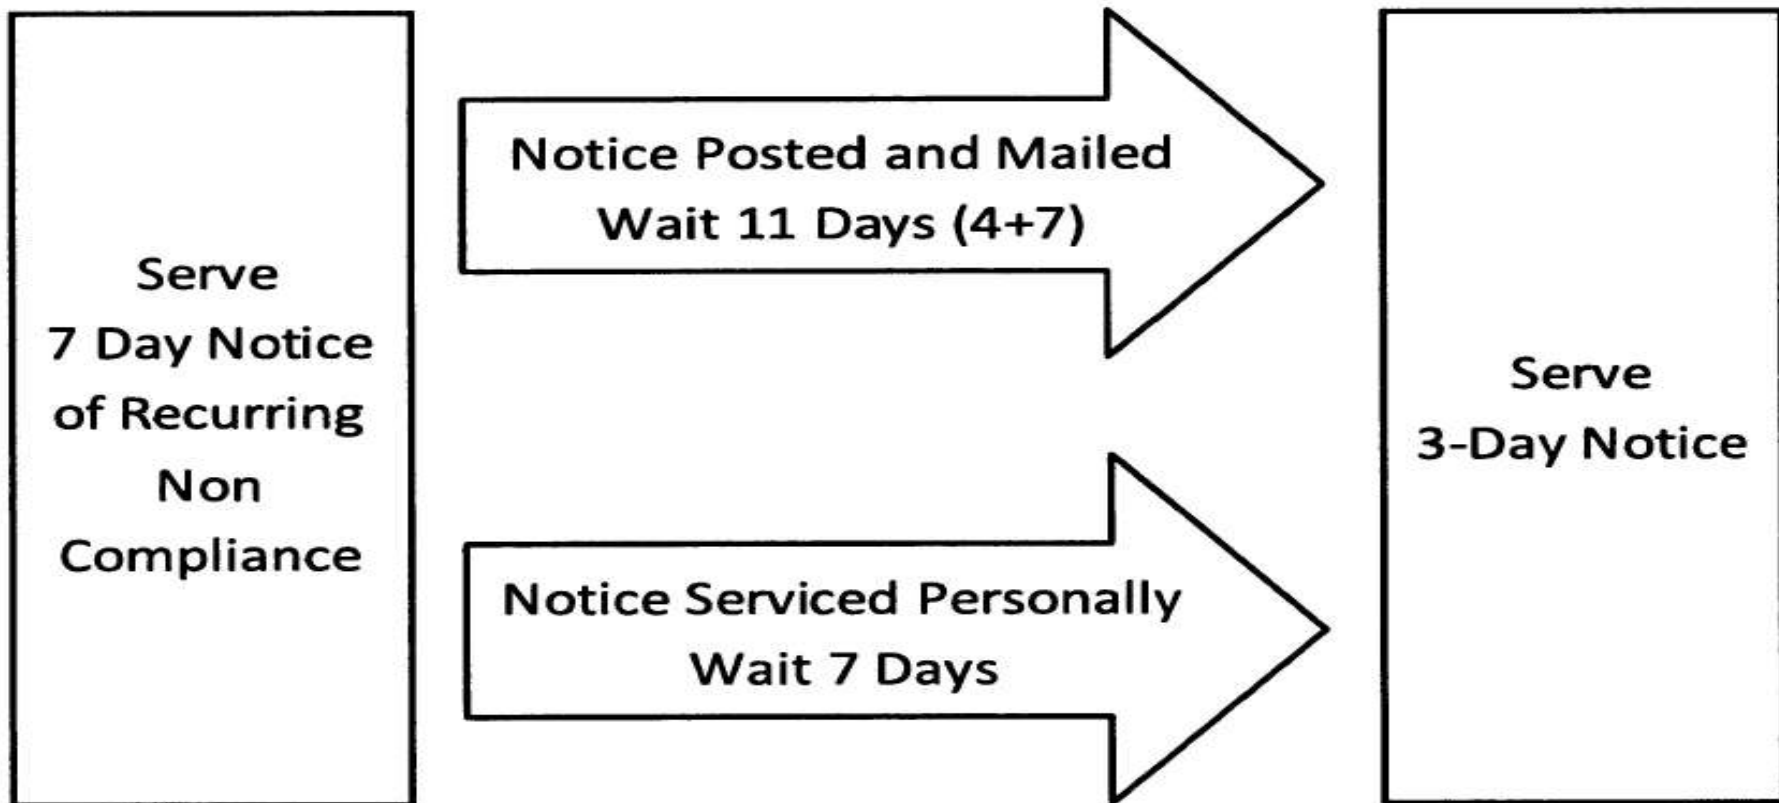 Serve
7 Day Notice
of Recurring
Non
Compliance
Notice Posted and Mailed
Wait 11 Days (4+7)
Notice Serviced Personally
Wait 7 Days
Serve
3-Day Notice